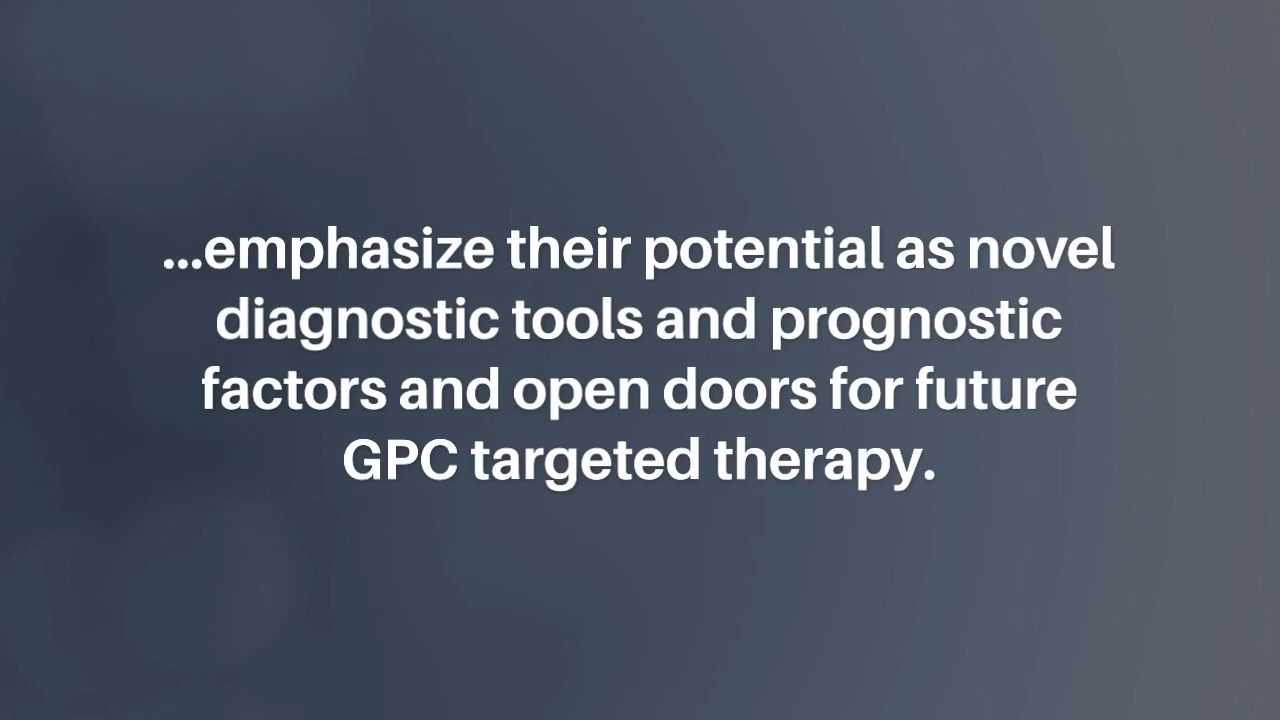 ...emphasize their potential as novel
diagnostic tools and prognostic
factors and open doors for future
GPC targeted therapy.